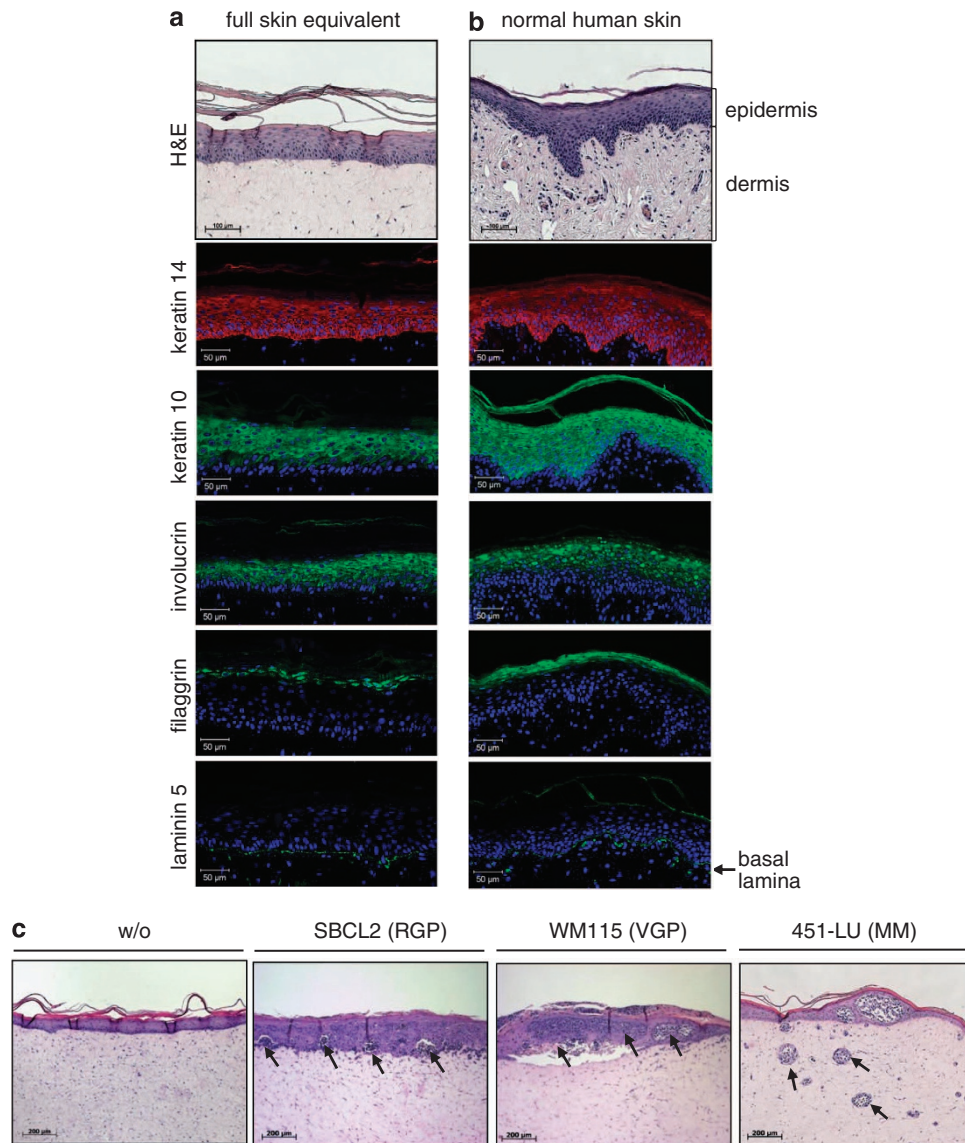 a full skin equivalent
b normal human skin
H&E
100 µm
100 µm
epidermis
dermis
keratin 14
50 µm
50 µm
keratin 10
50 µm
50 µm
involucrin
50 µm
50 µm
filaggrin
50 µm
50 µm
laminin 5
50 µm
50 µm
basal
lamina
c
w/o
SBCL2 (RGP)
WM115 (VGP)
451-LU (MM)
200 µm
200 µm
200 µm
200 µm